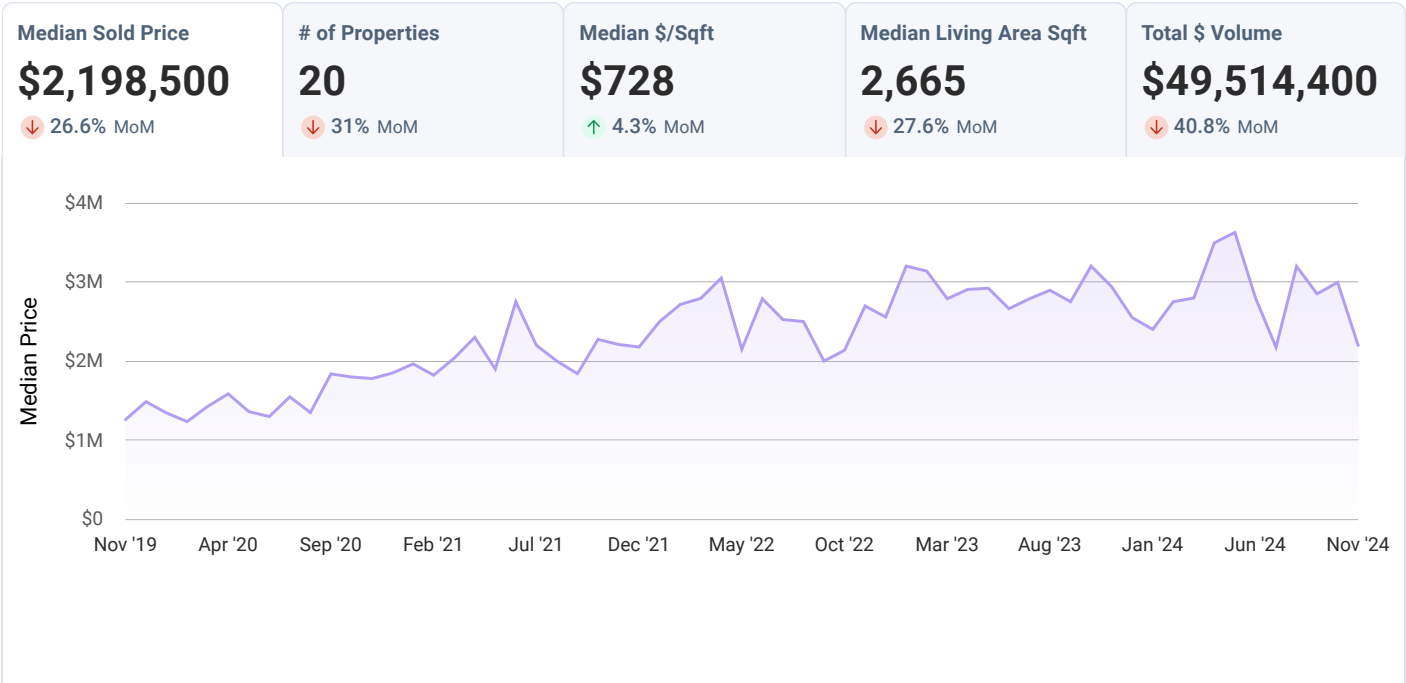 Median Sold Price
$2,198,500
26.6% MoM
# of Properties
20
31% MoM
Median $/Sqft
$728
4.3% MoM
Median Living Area Sqft
2,665
27.6% MoM
Total $ Volume
$49,514,400
40.8% MoM
Median Price
$4M
$3M
$2M
$1M
$0
Nov '19 Apr '20 Sep '20 Feb '21 Jul '21 Dec '21 May '22 Oct '22 Mar '23 Aug '23 Jan '24 Jun '24 Nov '24